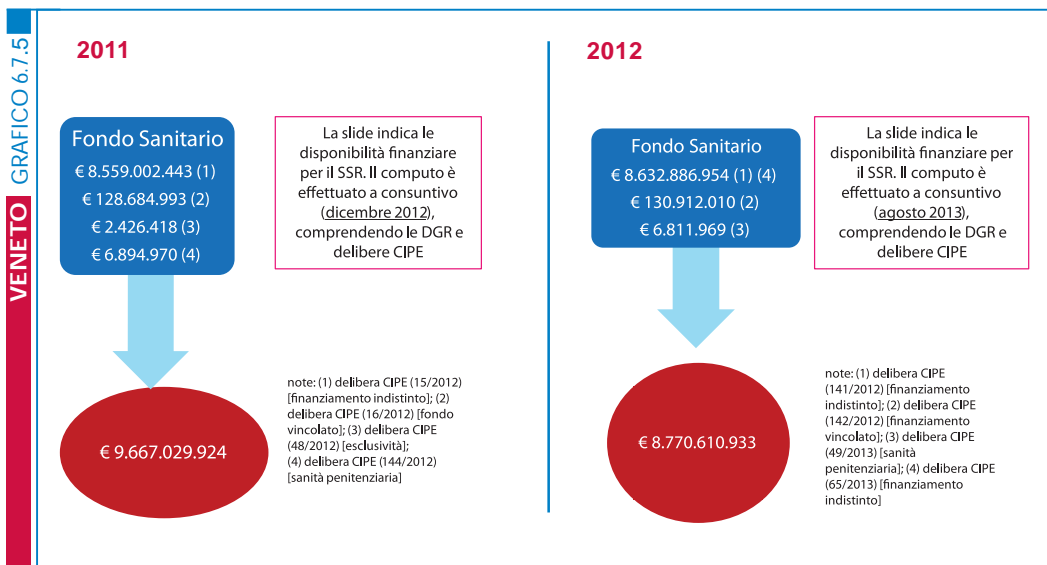 VENETO GRAFICO 6.7.5
2011
Fondo Sanitario
€ 8.559.002.443 (1)
€ 128.684.993 (2)
€ 2.426.418 (3)
€ 6.894.970 (4)
La slide indica le
disponibilità finanziare
per il SSR. Il computo è
effettuato a consuntivo
(dicembre 2012),
comprendendo le DGR e
delibere CIPE
€ 9.667.029.924
note: (1) delibera CIPE (15/2012)
[finanziamento indistinto]; (2)
delibera CIPE (16/2012) [fondo
vincolato]; (3) delibera CIPE
(48/2012) [esclusività];
(4) delibera CIPE (144/2012)
[sanità penitenziaria]
2012
Fondo Sanitario
€ 8.632.886.954 (1) (4)
€ 130.912.010 (2)
€ 6.811.969 (3)
La slide indica le
disponibilità finanziare per
il SSR. Il computo è
effettuato a consuntivo
(agosto 2013),
comprendendo le DGR e
delibere CIPE
€ 8.770.610.933
note: (1) delibera CIPE
(141/2012) [finanziamento
indistinto]; (2) delibera CIPE
(142/2012) [finanziamento
vincolato]; (3) delibera CIPE
(49/2013) [sanità
penitenziaria]; (4) delibera CIPE
(65/2013) [finanziamento
indistinto]